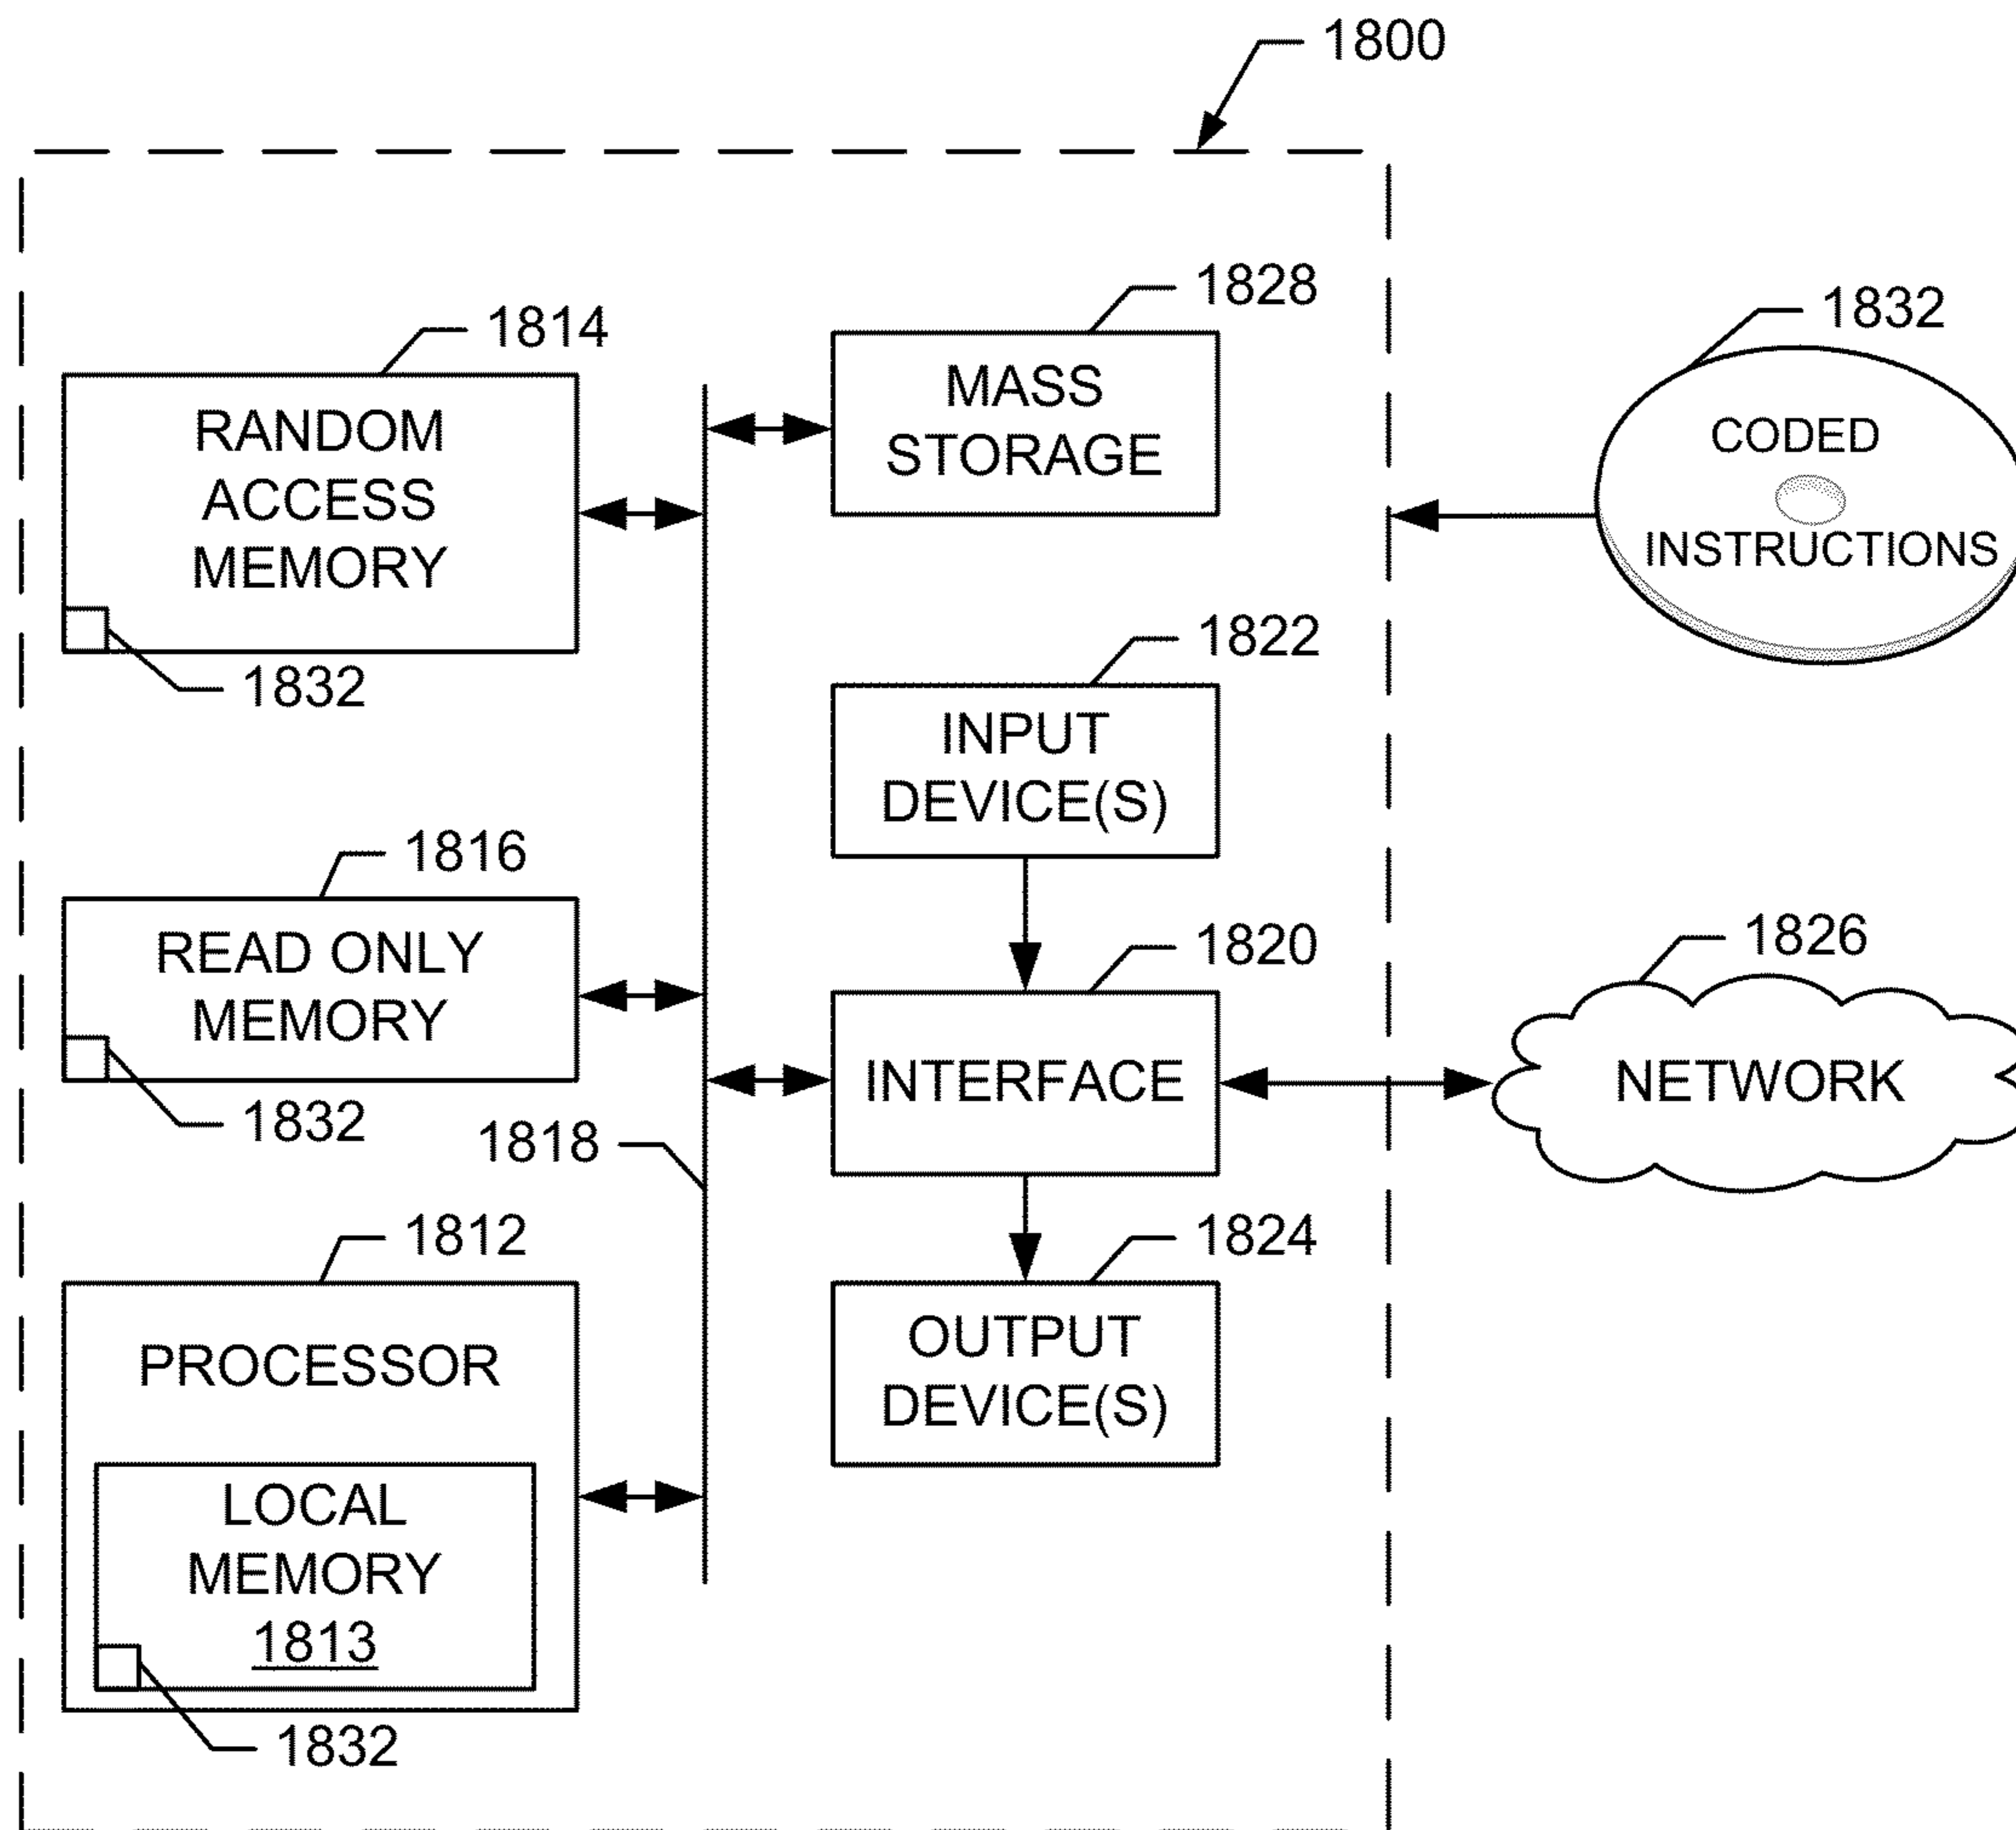 1800
1828
MASS
STORAGE
1814
RANDOM
ACCESS
MEMORY
1832
1832
CODED
INSTRUCTIONS
1822
INPUT
DEVICE(S)
1816
READ ONLY
MEMORY
1832
1818
1820
INTERFACE
1826
NETWORK
1812
PROCESSOR
LOCAL
MEMORY
1813
1832
1824
OUTPUT
DEVICE(S)